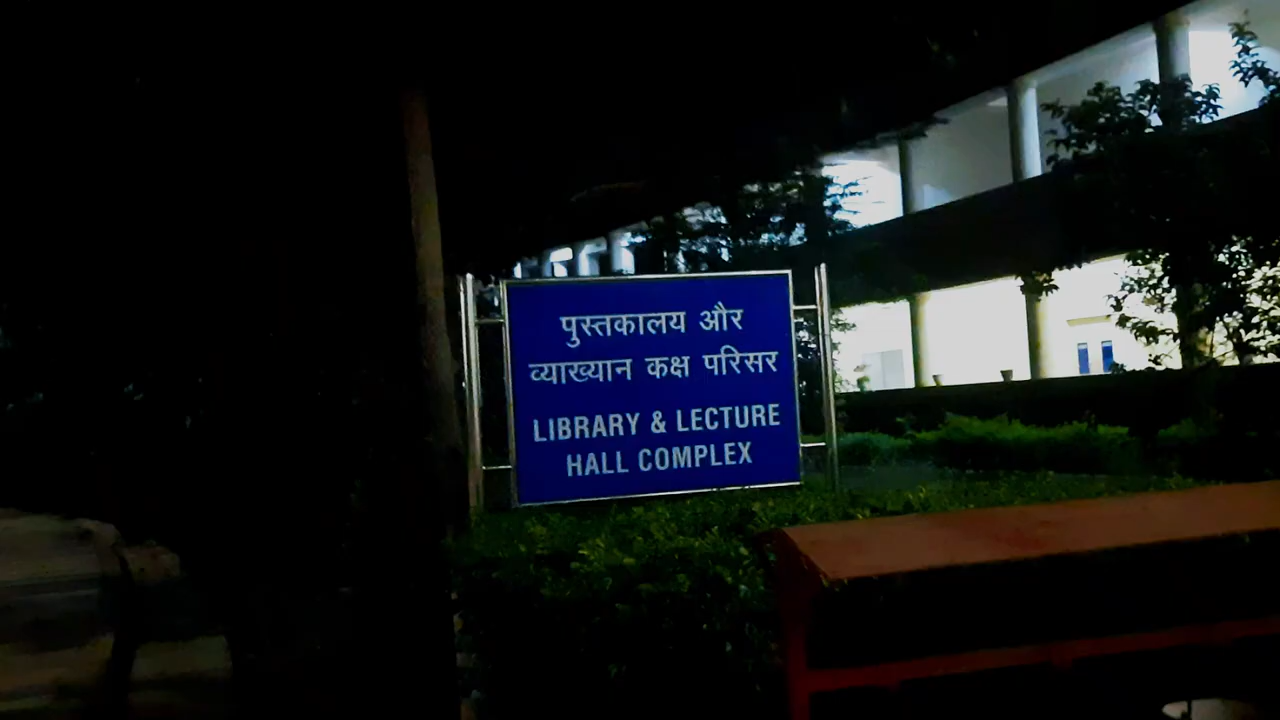 पुस्तकालय और
व्याख्यान कक्ष परिसर
LIBRARY & LECTURE
HALL COMPLEX